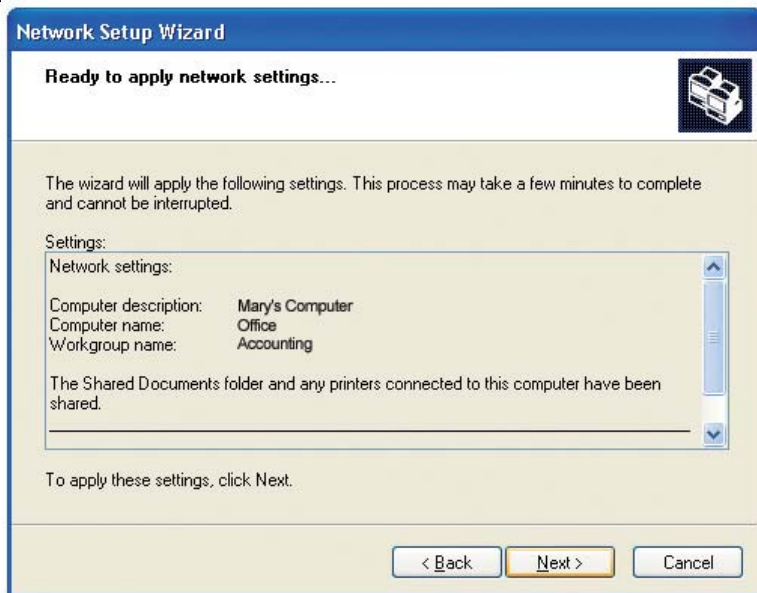 Network Setup Wizard
Ready to apply network settings...
The wizard will apply the following settings. This process may take a few minutes to complete
and cannot be interrupted.
Settings:
Network settings:
Computer description: Mary's Computer
Computer name: Office
Workgroup name: Accounting
The Shared Documents folder and any printers connected to this computer have been
shared.
To apply these settings, click Next.
< Back Next > Cancel